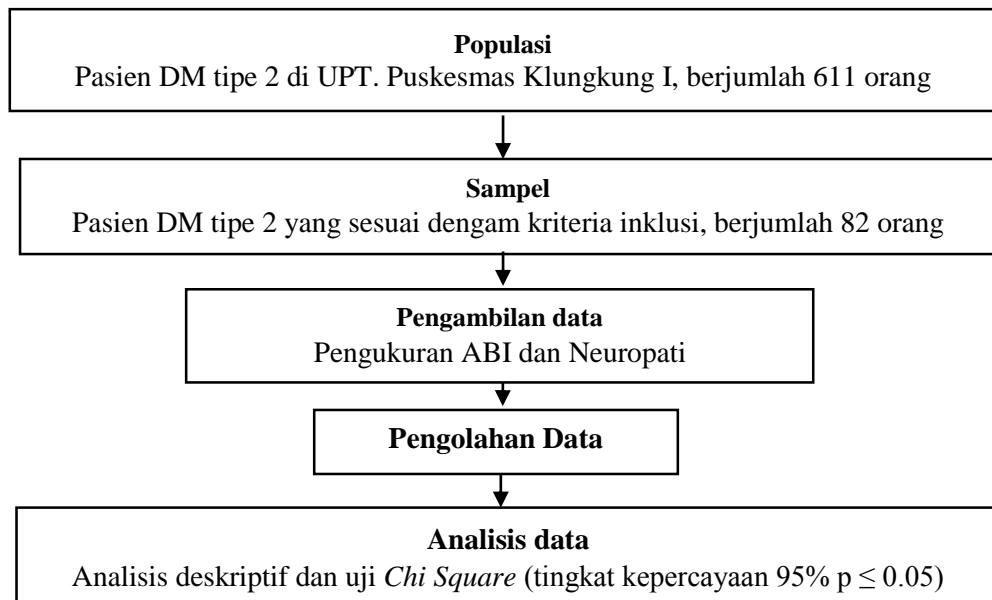 Populasi
Pasien DM tipe 2 di UPT. Puskesmas Klungkung I, berjumlah 611 orang
Sampel
Pasien DM tipe 2 yang sesuai dengam kriteria inklusi, berjumlah 82 orang
Pengambilan data
Pengukuran ABI dan Neuropati
Pengolahan Data
Analisis data
Analisis deskriptif dan uji Chi Square (tingkat kepercayaan 95% p ≤ 0.05)